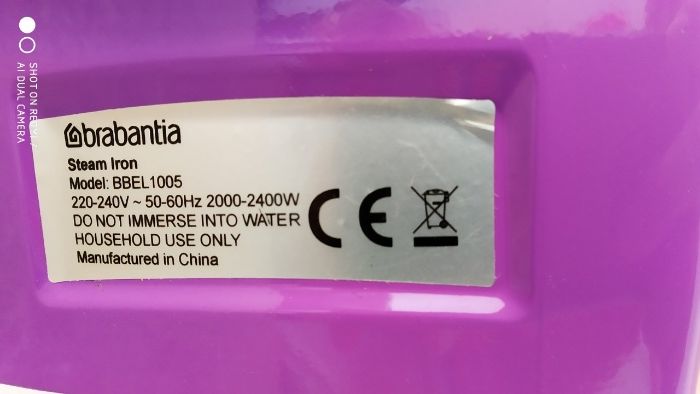 brabantia
Steam Iron
Model: BBEL1005
220-240V ~ 50-60Hz 2000-2400W
DO NOT IMMERSE INTO WATER
HOUSEHOLD USE ONLY
Manufactured in China
CE
SHOT ON
AI DUAL CAMERA